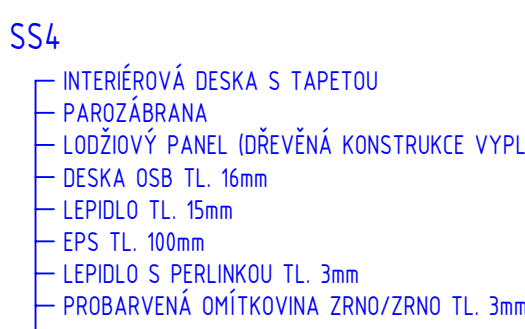 SS4
INTERIÉROVÁ DESKA S TAPETOU
PAROZÁBRANA
LODŽIOVÝ PANEL (DŘEVĚNÁ KONSTRUKCE VYPL
DESKA OSB TL. 16mm
LEPIDLO TL. 15mm
EPS TL. 100mm
LEPIDLO S PERLINKOU TL. 3mm
PROBARVENÁ OMÍTKOVINA ZRNO/ZRNO TL. 3mm